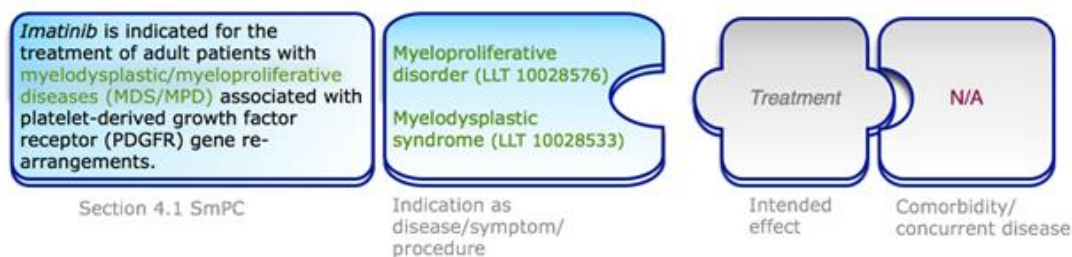 Imatinib is indicated for the
treatment of adult patients with
myelodysplastic/myeloproliferative
diseases (MDS/MPD) associated with
platelet-derived growth factor
receptor (PDGFR) gene re-
arrangements.
Section 4.1 SmPC
Myeloproliferative
disorder (LLT 10028576)
Myelodysplastic
syndrome (LLT 10028533)
Indication as
disease/symptom/
procedure
Treatment
Intended
effect
N/A
Comorbidity/
concurrent disease